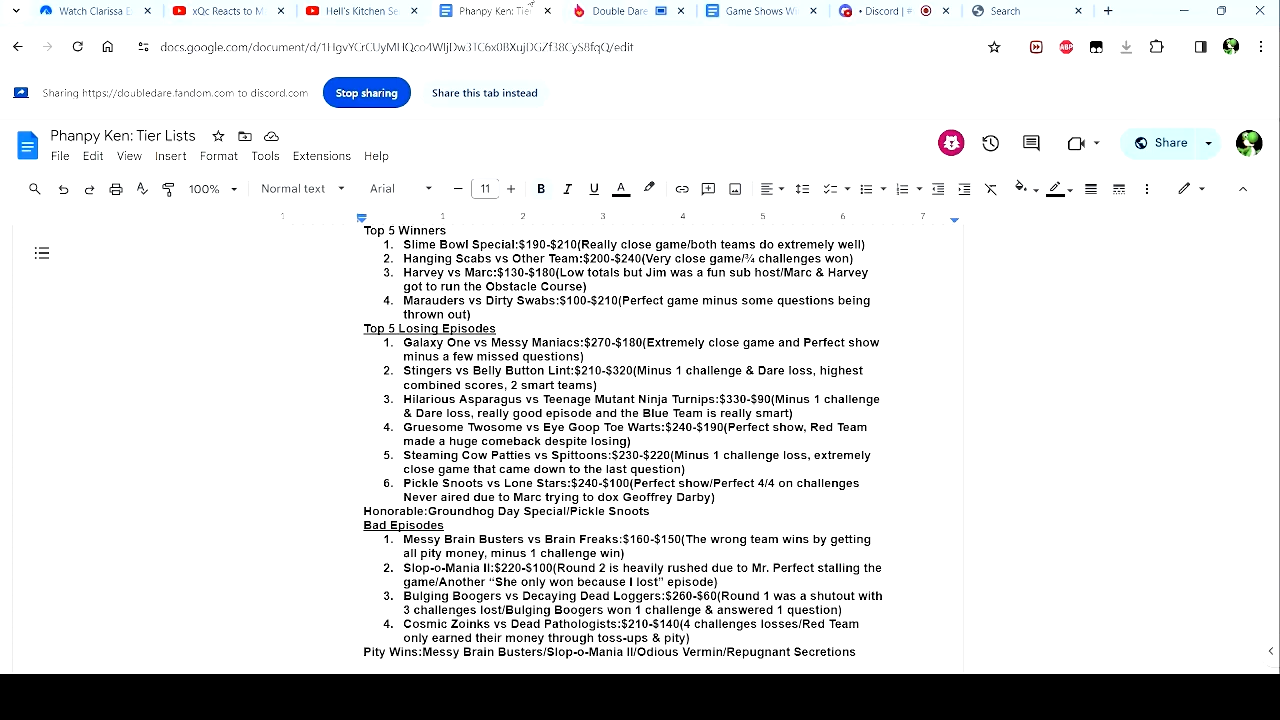 Watch Clarissa E
xQc Reacts to M
Hell's Kitchen Se
Phanpy Ken: Tier
Double Dare
Game Shows Wi
• Discord | #
Search
Sharing https://doubledare.fandom.com to discord.com
Stop sharing
Share this tab instead
Phanpy Ken: Tier Lists
File Edit View Insert Format Tools Extensions Help
Share
100% Normal text Arial 11
1 1 2 3 4 5 6 7
Top 5 Winners
1. Slime Bowl Special:$190-$210(Really close game/both teams do extremely well)
2. Hanging Scabs vs Other Team:$200-$240(Very close game/¾ challenges won)
3. Harvey vs Marc:$130-$180(Low totals but Jim was a fun sub host/Marc & Harvey
got to run the Obstacle Course)
4. Marauders vs Dirty Swabs:$100-$210(Perfect game minus some questions being
thrown out)
Top 5 Losing Episodes
1. Galaxy One vs Messy Maniacs:$270-$180(Extremely close game and Perfect show
minus a few missed questions)
2. Stingers vs Belly Button Lint:$210-$320(Minus 1 challenge & Dare loss, highest
combined scores, 2 smart teams)
3. Hilarious Asparagus vs Teenage Mutant Ninja Turnips:$330-$90(Minus 1 challenge
& Dare loss, really good episode and the Blue Team is really smart)
4. Gruesome Twosome vs Eye Goop Toe Warts:$240-$190(Perfect show, Red Team
made a huge comeback despite losing)
5. Steaming Cow Patties vs Spittoons:$230-$220(Minus 1 challenge loss, extremely
close game that came down to the last question)
6. Pickle Snoots vs Lone Stars:$240-$100(Perfect show/Perfect 4/4 on challenges
Never aired due to Marc trying to dox Geoffrey Darby)
Honorable:Groundhog Day Special/Pickle Snoots
Bad Episodes
1. Messy Brain Busters vs Brain Freaks:$160-$150(The wrong team wins by getting
all pity money, minus 1 challenge win)
2. Slop-o-Mania II:$220-$100(Round 2 is heavily rushed due to Mr. Perfect stalling the
game/Another “She only won because I lost” episode)
3. Bulging Boogers vs Decaying Dead Loggers:$260-$60(Round 1 was a shutout with
3 challenges lost/Bulging Boogers won 1 challenge & answered 1 question)
4. Cosmic Zoinks vs Dead Pathologists:$210-$140(4 challenges losses/Red Team
only earned their money through toss-ups & pity)
Pity Wins:Messy Brain Busters/Slop-o-Mania II/Odious Vermin/Repugnant Secretions